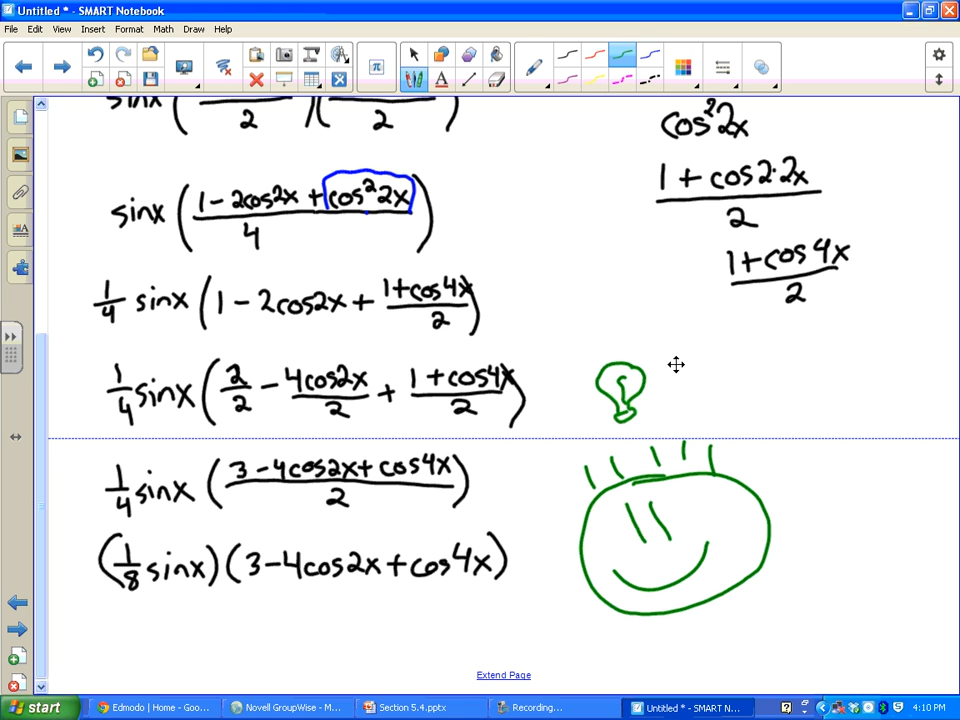 Untitled * - SMART Notebook
File Edit View Insert Format Math Draw Help
sinx ( / 2 )( / 2 )
cos²2x
sinx ( (1 - 2cos2x + cos²2x) / 4 )
(1 + cos2·2x) / 2
(1 + cos4x) / 2
1/4 sinx ( 1 - 2cos2x + (1+cos4x)/2 )
1/4 sinx ( 2/2 - 4cos2x/2 + (1+cos4x)/2 )
1/4 sinx ( (3 - 4cos2x + cos4x) / 2 )
(1/8 sinx)(3 - 4cos2x + cos4x)
Extend Page
start Edmodo | Home - Goo... Novell GroupWise - M... Section 5.4.pptx Recording... Untitled * - SMART N... 4:10 PM